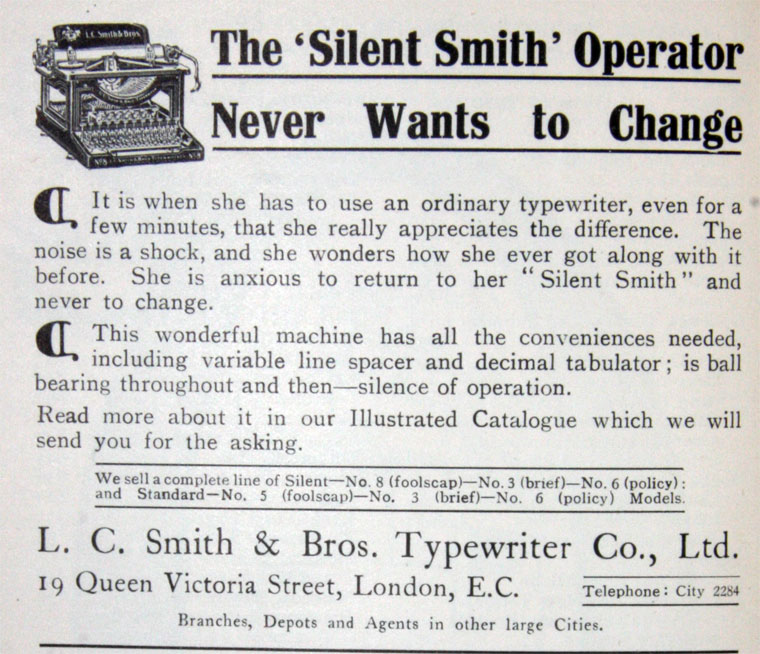 L.C. Smith & Bros.
The ‘Silent Smith’ Operator
Never Wants to Change
It is when she has to use an ordinary typewriter, even for a
few minutes, that she really appreciates the difference. The
noise is a shock, and she wonders how she ever got along with it
before. She is anxious to return to her “Silent Smith” and
never to change.
This wonderful machine has all the conveniences needed,
including variable line spacer and decimal tabulator; is ball
bearing throughout and then—silence of operation.
Read more about it in our Illustrated Catalogue which we will
send you for the asking.
We sell a complete line of Silent—No. 8 (foolscap)—No. 3 (brief)—No. 6 (policy):
and Standard—No. 5 (foolscap)—No. 3 (brief)—No. 6 (policy) Models.
L. C. Smith & Bros. Typewriter Co., Ltd.
19 Queen Victoria Street, London, E.C.
Telephone: City 2284
Branches, Depots and Agents in other large Cities.